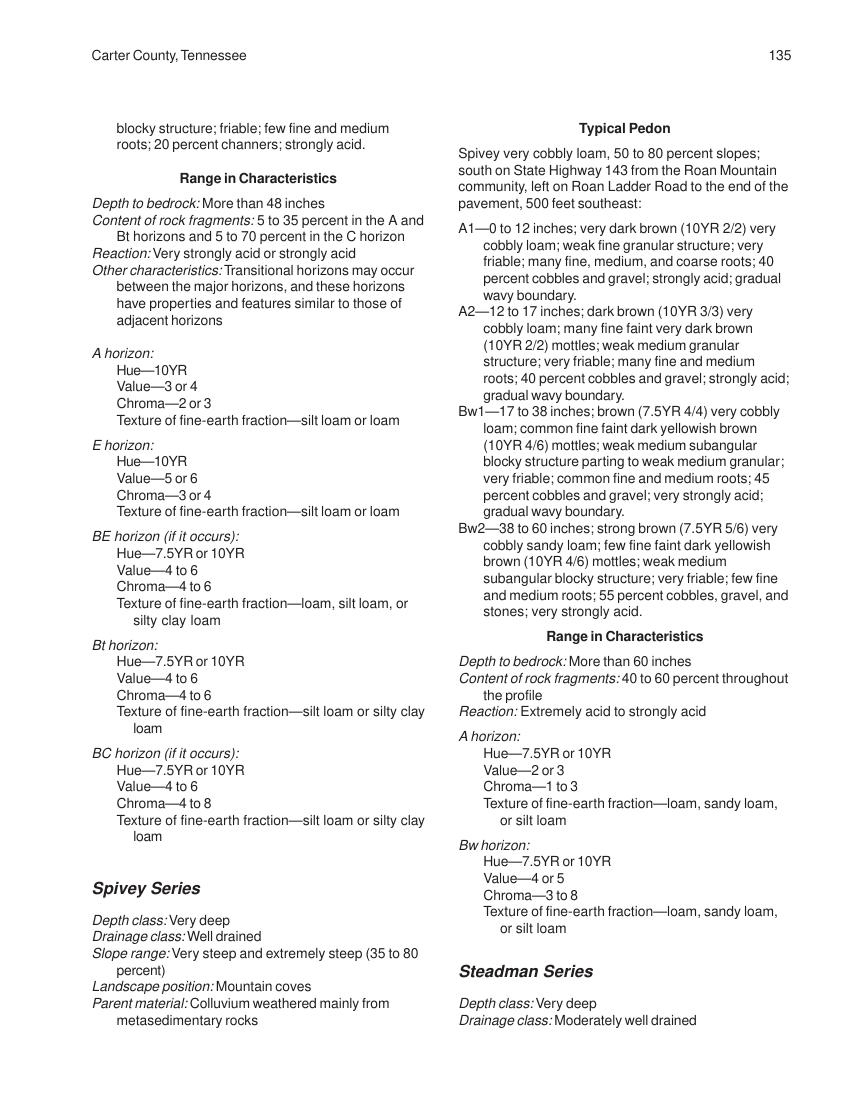 Carter County, Tennessee 135
blocky structure; friable; few fine and medium
roots; 20 percent channers; strongly acid.
Range in Characteristics
Depth to bedrock: More than 48 inches
Content of rock fragments: 5 to 35 percent in the A and
Bt horizons and 5 to 70 percent in the C horizon
Reaction: Very strongly acid or strongly acid
Other characteristics: Transitional horizons may occur
between the major horizons, and these horizons
have properties and features similar to those of
adjacent horizons
A horizon:
Hue—10YR
Value—3 or 4
Chroma—2 or 3
Texture of fine-earth fraction—silt loam or loam
E horizon:
Hue—10YR
Value—5 or 6
Chroma—3 or 4
Texture of fine-earth fraction—silt loam or loam
BE horizon (if it occurs):
Hue—7.5YR or 10YR
Value—4 to 6
Chroma—4 to 6
Texture of fine-earth fraction—loam, silt loam, or
silty clay loam
Bt horizon:
Hue—7.5YR or 10YR
Value—4 to 6
Chroma—4 to 6
Texture of fine-earth fraction—silt loam or silty clay
loam
BC horizon (if it occurs):
Hue—7.5YR or 10YR
Value—4 to 6
Chroma—4 to 8
Texture of fine-earth fraction—silt loam or silty clay
loam
Spivey Series
Depth class: Very deep
Drainage class: Well drained
Slope range: Very steep and extremely steep (35 to 80
percent)
Landscape position: Mountain coves
Parent material: Colluvium weathered mainly from
metasedimentary rocks
Typical Pedon
Spivey very cobbly loam, 50 to 80 percent slopes;
south on State Highway 143 from the Roan Mountain
community, left on Roan Ladder Road to the end of the
pavement, 500 feet southeast:
A1—0 to 12 inches; very dark brown (10YR 2/2) very
cobbly loam; weak fine granular structure; very
friable; many fine, medium, and coarse roots; 40
percent cobbles and gravel; strongly acid; gradual
wavy boundary.
A2—12 to 17 inches; dark brown (10YR 3/3) very
cobbly loam; many fine faint very dark brown
(10YR 2/2) mottles; weak medium granular
structure; very friable; many fine and medium
roots; 40 percent cobbles and gravel; strongly acid;
gradual wavy boundary.
Bw1—17 to 38 inches; brown (7.5YR 4/4) very cobbly
loam; common fine faint dark yellowish brown
(10YR 4/6) mottles; weak medium subangular
blocky structure parting to weak medium granular;
very friable; common fine and medium roots; 45
percent cobbles and gravel; very strongly acid;
gradual wavy boundary.
Bw2—38 to 60 inches; strong brown (7.5YR 5/6) very
cobbly sandy loam; few fine faint dark yellowish
brown (10YR 4/6) mottles; weak medium
subangular blocky structure; very friable; few fine
and medium roots; 55 percent cobbles, gravel, and
stones; very strongly acid.
Range in Characteristics
Depth to bedrock: More than 60 inches
Content of rock fragments: 40 to 60 percent throughout
the profile
Reaction: Extremely acid to strongly acid
A horizon:
Hue—7.5YR or 10YR
Value—2 or 3
Chroma—1 to 3
Texture of fine-earth fraction—loam, sandy loam,
or silt loam
Bw horizon:
Hue—7.5YR or 10YR
Value—4 or 5
Chroma—3 to 8
Texture of fine-earth fraction—loam, sandy loam,
or silt loam
Steadman Series
Depth class: Very deep
Drainage class: Moderately well drained